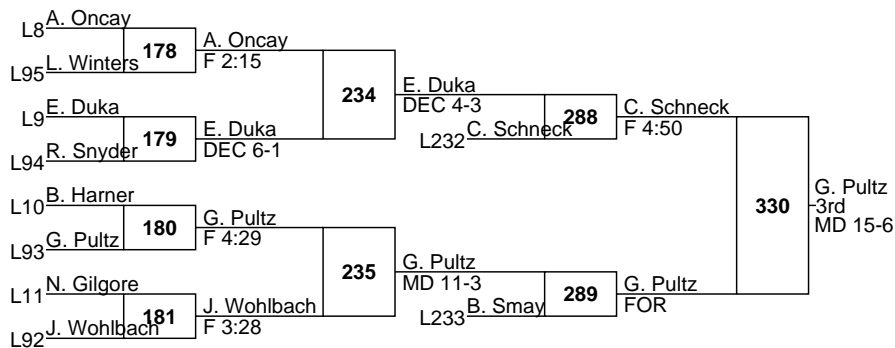 L8 A. Oncay
178
L95 L. Winters
A. Oncay
F 2:15
234
L9 E. Duka
179
L94 R. Snyder
E. Duka
DEC 6-1
E. Duka
DEC 4-3
288
L232 C. Schneck
C. Schneck
F 4:50
L10 B. Harner
180
L93 G. Pultz
G. Pultz
F 4:29
235
L11 N. Gilgore
181
L92 J. Wohlbach
J. Wohlbach
F 3:28
G. Pultz
MD 11-3
289
L233 B. Smay
G. Pultz
FOR
330
G. Pultz
3rd
MD 15-6